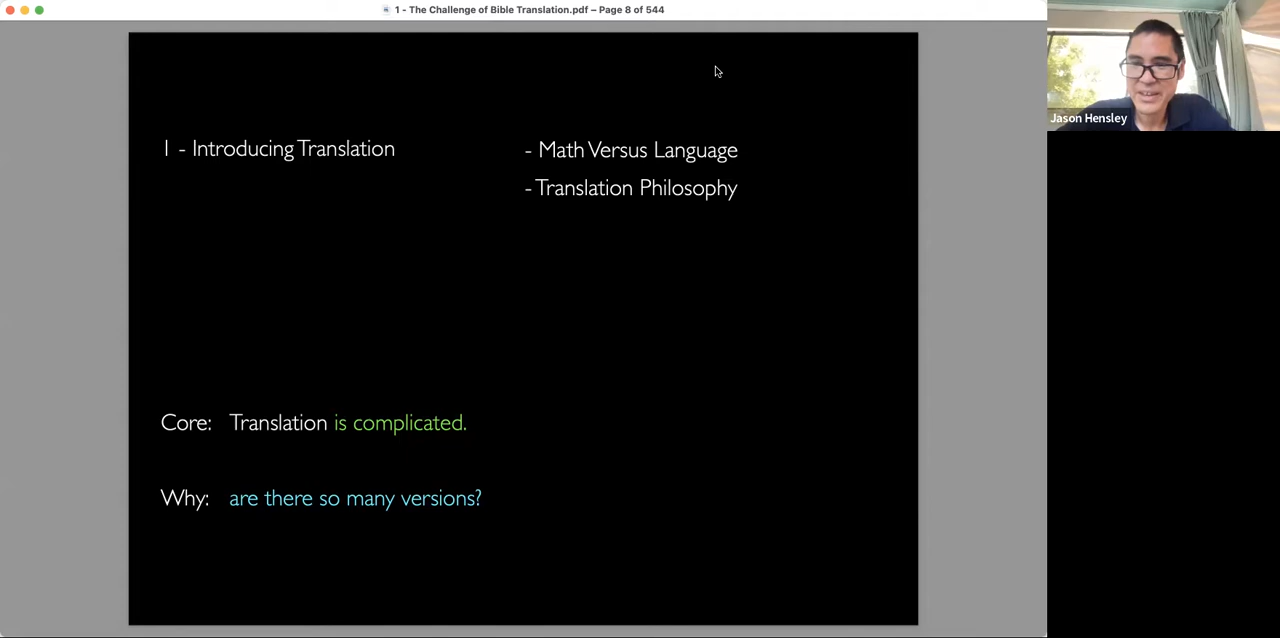 1 - The Challenge of Bible Translation.pdf – Page 8 of 544
Jason Hensley
1 - Introducing Translation
- Math Versus Language
- Translation Philosophy
Core: Translation is complicated.
Why: are there so many versions?